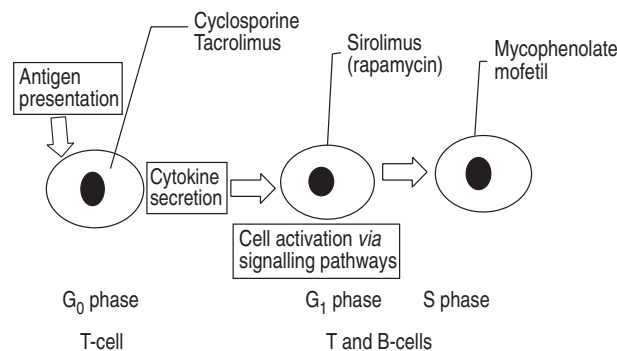 Cyclosporine
Tacrolimus
Sirolimus
(rapamycin)
Mycophenolate
mofetil
Antigen
presentation
Cytokine
secretion
Cell activation via
signalling pathways
G₀ phase
G₁ phase
S phase
T-cell
T and B-cells